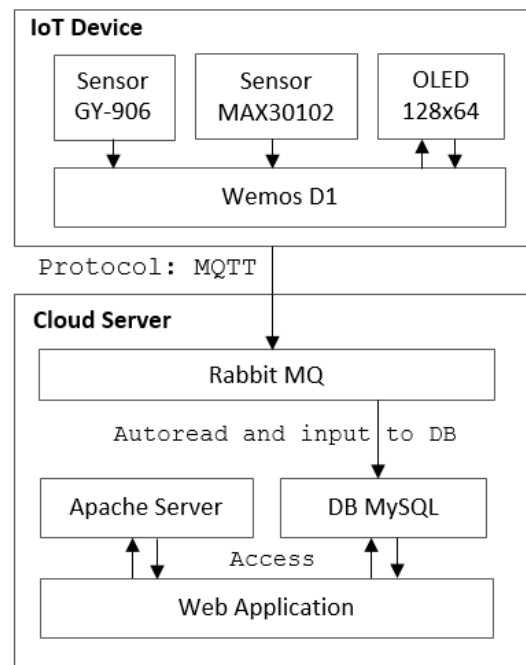 IoT Device
Sensor
GY-906
Sensor
MAX30102
OLED
128x64
Wemos D1
Protocol: MQTT
Cloud Server
Rabbit MQ
Autoread and input to DB
Apache Server
DB MySQL
Access
Web Application